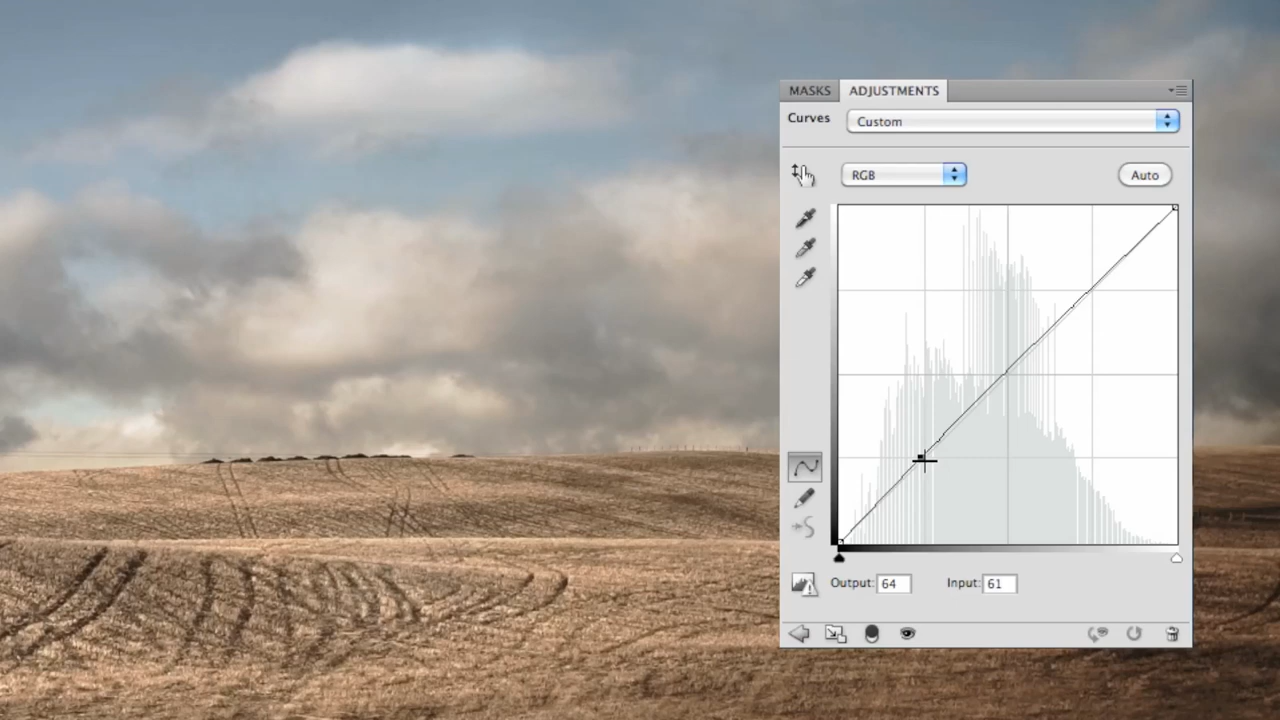 MASKS ADJUSTMENTS
Curves Custom
RGB Auto
Output: 64 Input: 61